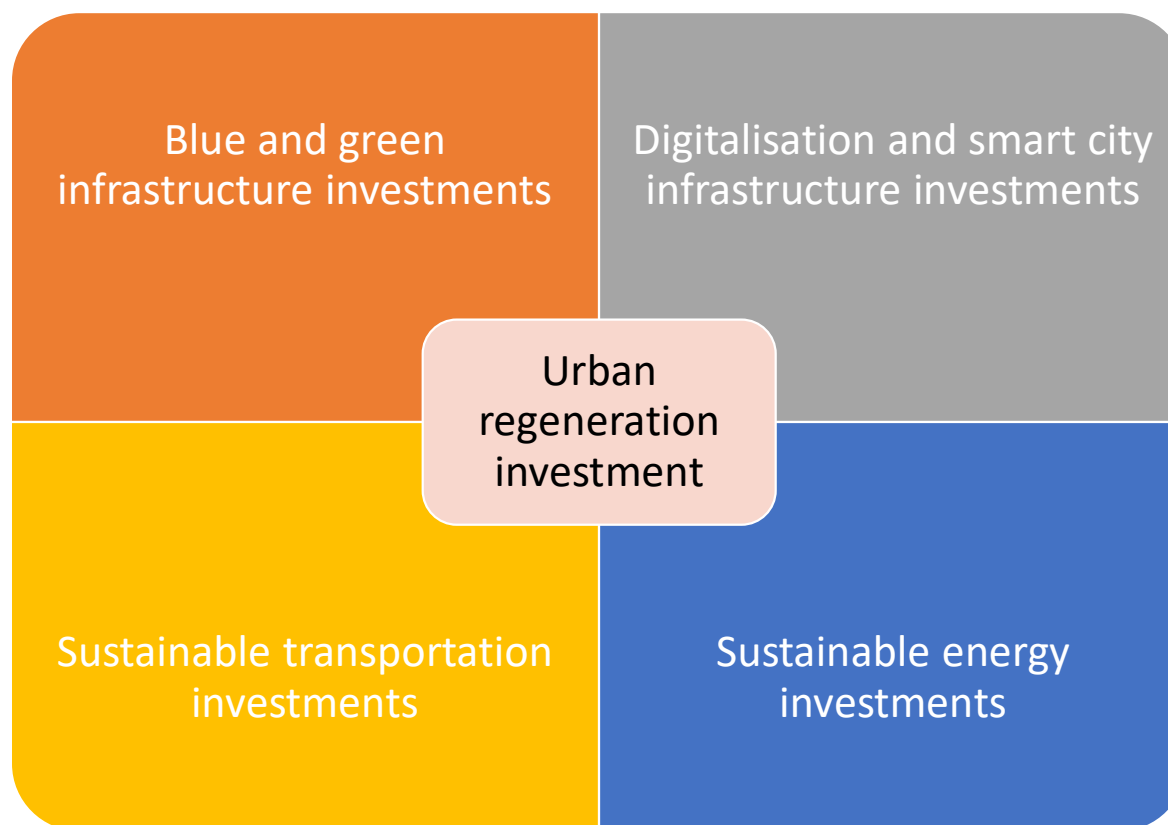 Blue and green
infrastructure investments
Digitalisation and smart city
infrastructure investments
Urban
regeneration
investment
Sustainable transportation
investments
Sustainable energy
investments